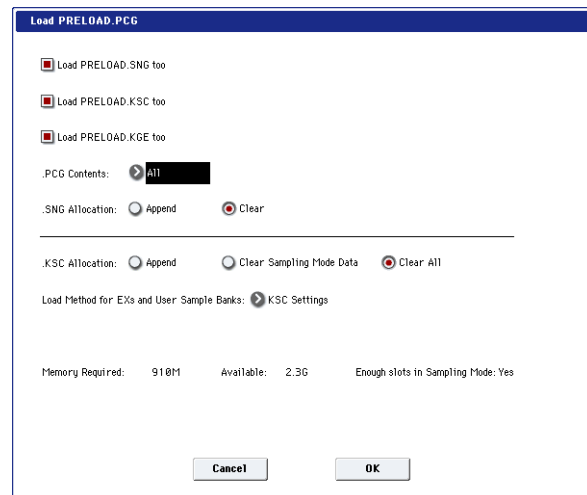 Load PRELOAD.PCG
Load PRELOAD.SNG too
Load PRELOAD.KSC too
Load PRELOAD.KGE too
.PCG Contents: All
.SNG Allocation: Append Clear
.KSC Allocation: Append Clear Sampling Mode Data Clear All
Load Method for EXs and User Sample Banks: KSC Settings
Memory Required: 910M Available: 2.3G Enough slots in Sampling Mode: Yes
Cancel OK